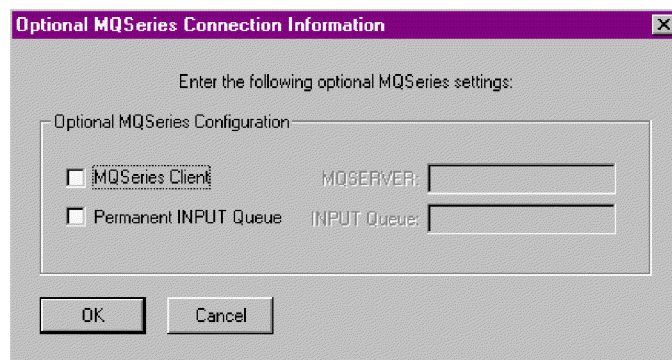 Optional MQSeries Connection Information
Enter the following optional MQSeries settings:
Optional MQSeries Configuration
MQSeries Client MQSERVER:
Permanent INPUT Queue INPUT Queue:
OK Cancel